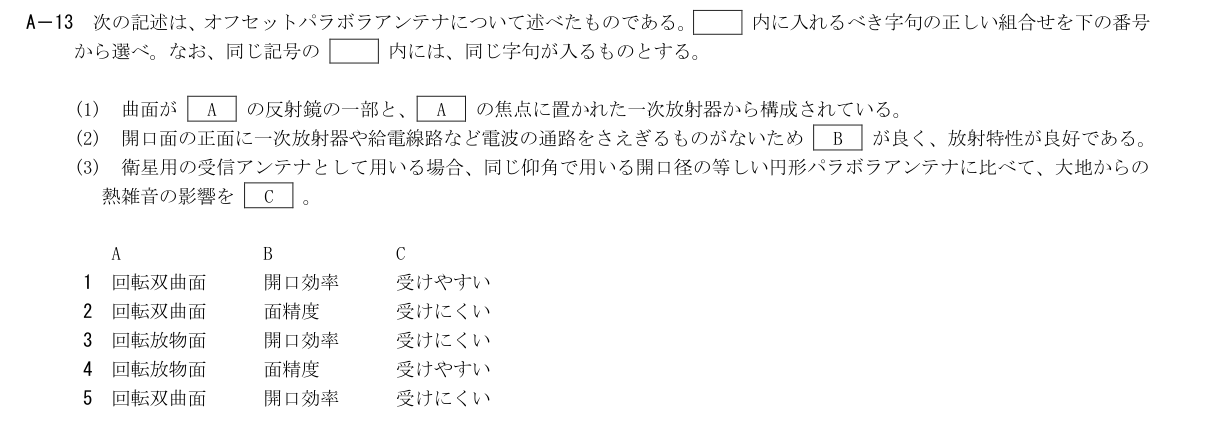 A－13 次の記述は、オフセットパラボラアンテナについて述べたものである。 内に入れるべき字句の正しい組合せを下の番号
から選べ。なお、同じ記号の 内には、同じ字句が入るものとする。
(1) 曲面が A の反射鏡の一部と、 A の焦点に置かれた一次放射器から構成されている。
(2) 開口面の正面に一次放射器や給電線路など電波の通路をさえぎるものがないため B が良く、放射特性が良好である。
(3) 衛星用の受信アンテナとして用いる場合、同じ仰角で用いる開口径の等しい円形パラボラアンテナに比べて、大地からの
熱雑音の影響を C 。
A B C
1 回転双曲面 開口効率 受けやすい
2 回転双曲面 面精度 受けにくい
3 回転放物面 開口効率 受けにくい
4 回転放物面 面精度 受けやすい
5 回転双曲面 開口効率 受けにくい